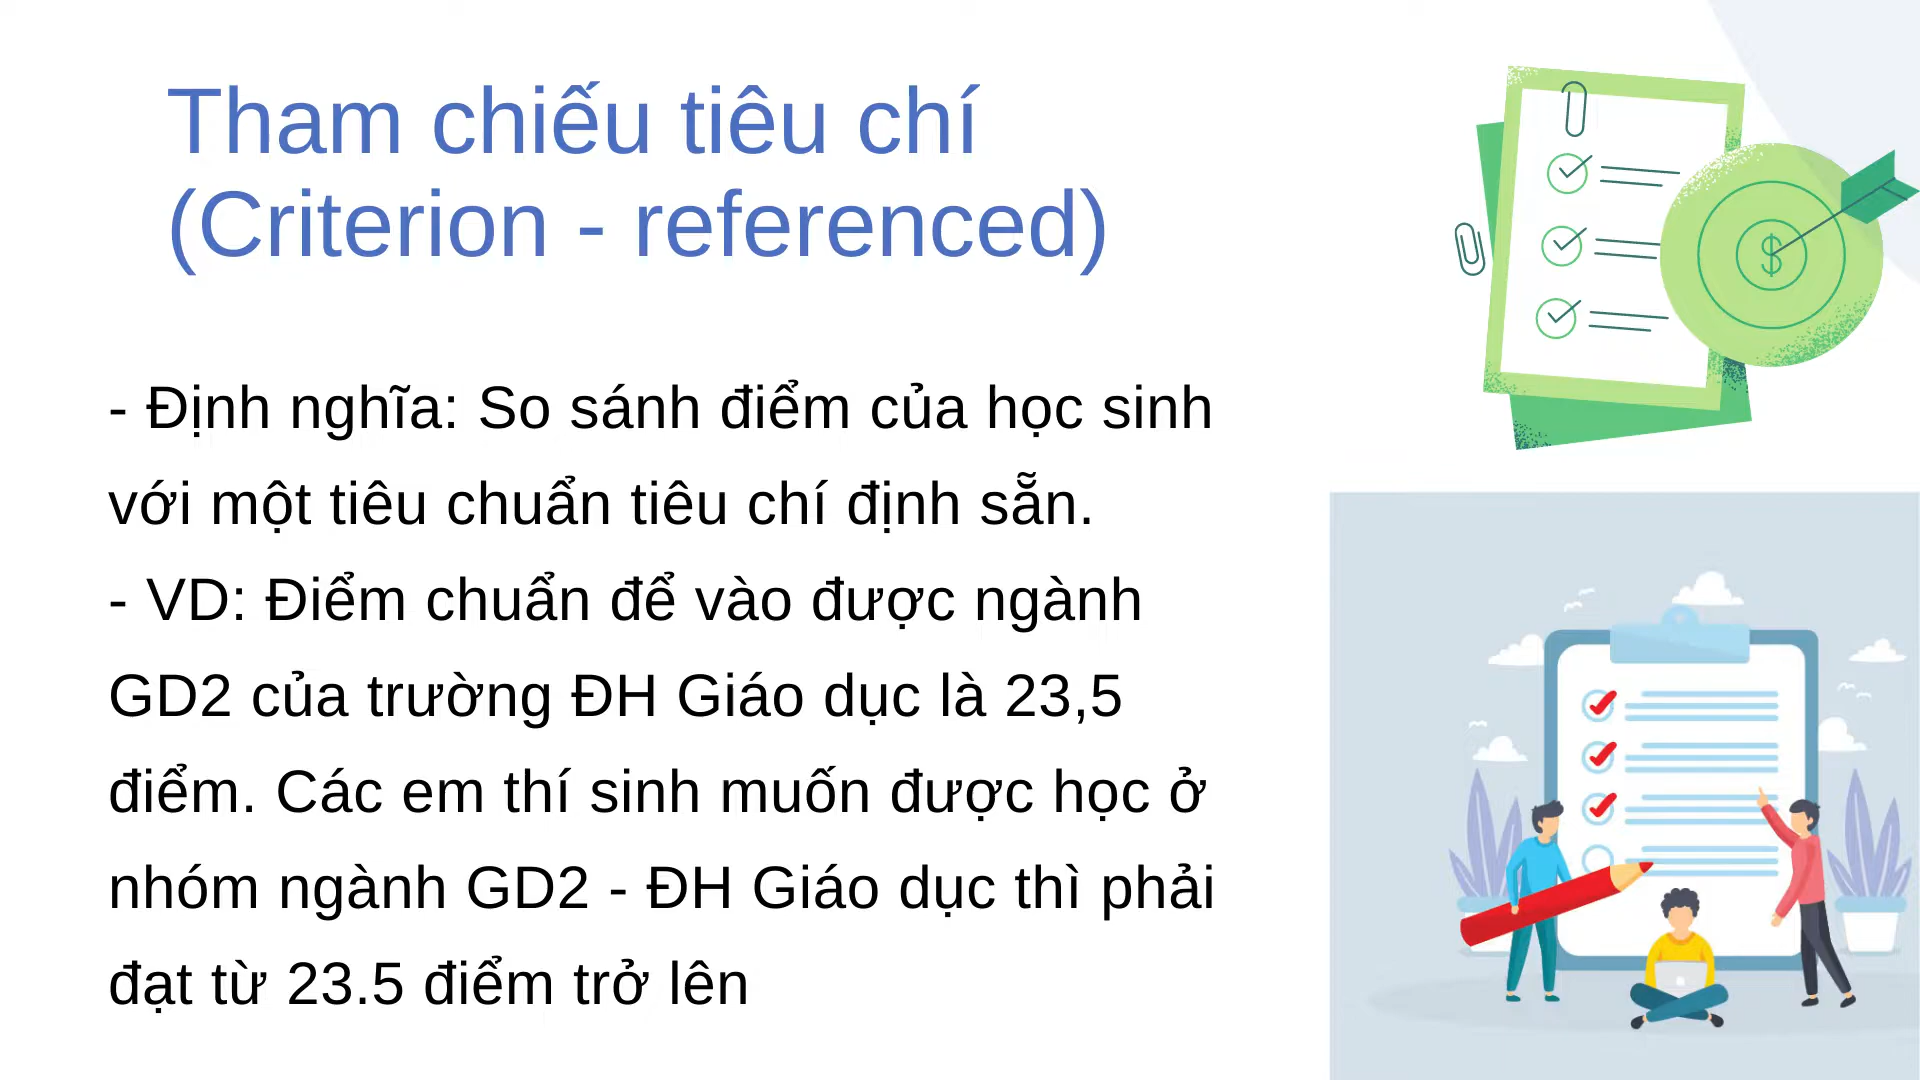 Tham chiếu tiêu chí
(Criterion - referenced)
- Định nghĩa: So sánh điểm của học sinh
với một tiêu chuẩn tiêu chí định sẵn.
- VD: Điểm chuẩn để vào được ngành
GD2 của trường ĐH Giáo dục là 23,5
điểm. Các em thí sinh muốn được học ở
nhóm ngành GD2 - ĐH Giáo dục thì phải
đạt từ 23.5 điểm trở lên
$